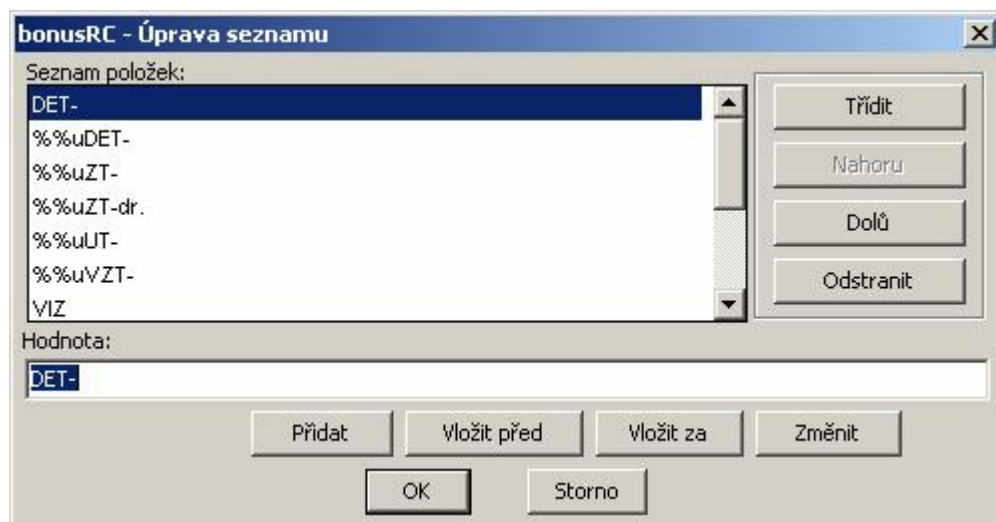 bonusRC - Úprava seznamu
Seznam položek:
DET-
%%uDET-
%%uZT-
%%uZT-dr.
%%uUT-
%%uVZT-
VIZ
Třídit
Nahoru
Dolů
Odstranit
Hodnota:
DET-
Přidat Vložit před Vložit za Změnit
OK Storno